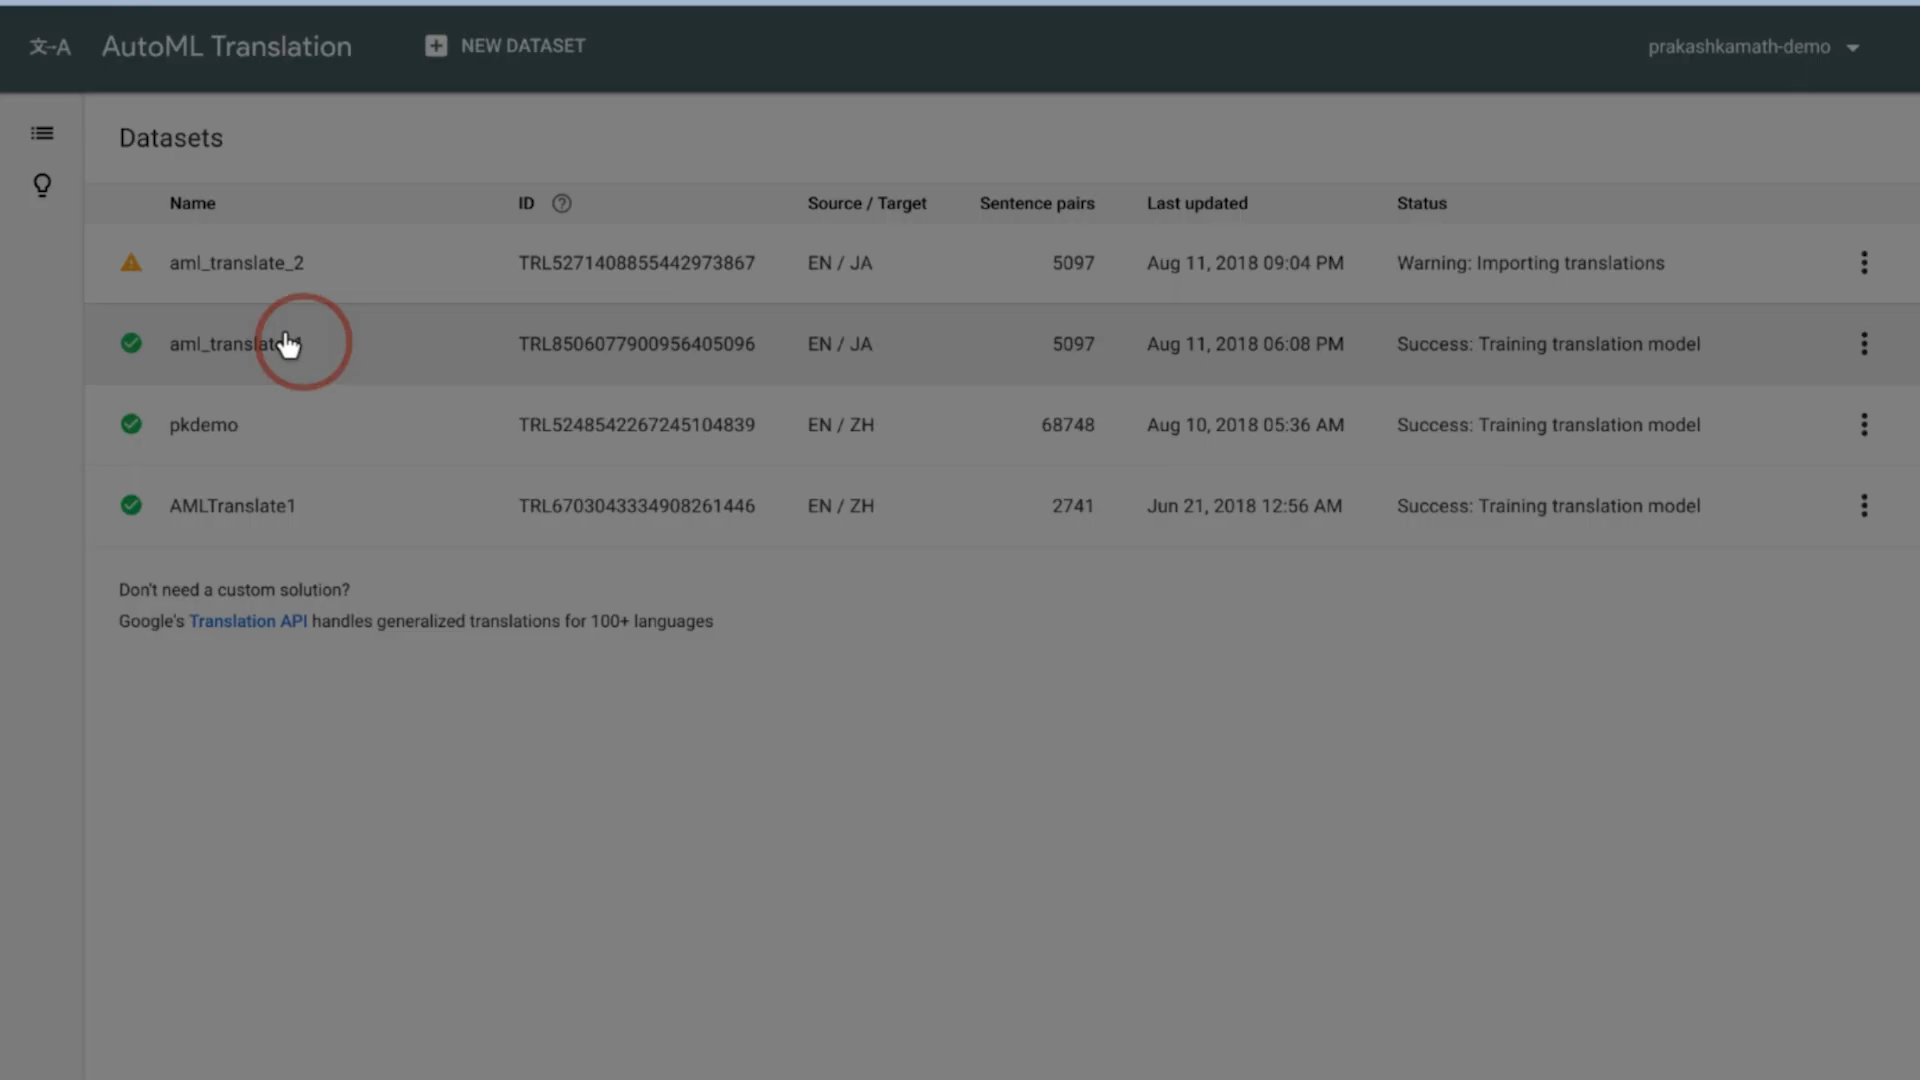 AutoML Translation NEW DATASET prakashkamath-demo
Datasets
Name ID Source / Target Sentence pairs Last updated Status
aml_translate_2 TRL5271408855442973867 EN / JA 5097 Aug 11, 2018 09:04 PM Warning: Importing translations
TRL8506077900956405096 EN / JA 5097 Aug 11, 2018 06:08 PM Success: Training translation model
pkdemo TRL5248542267245104839 EN / ZH 68748 Aug 10, 2018 05:36 AM Success: Training translation model
AMLTranslate1 TRL6703043334908261446 EN / ZH 2741 Jun 21, 2018 12:56 AM Success: Training translation model
Don't need a custom solution?
Google's Translation API handles generalized translations for 100+ languages